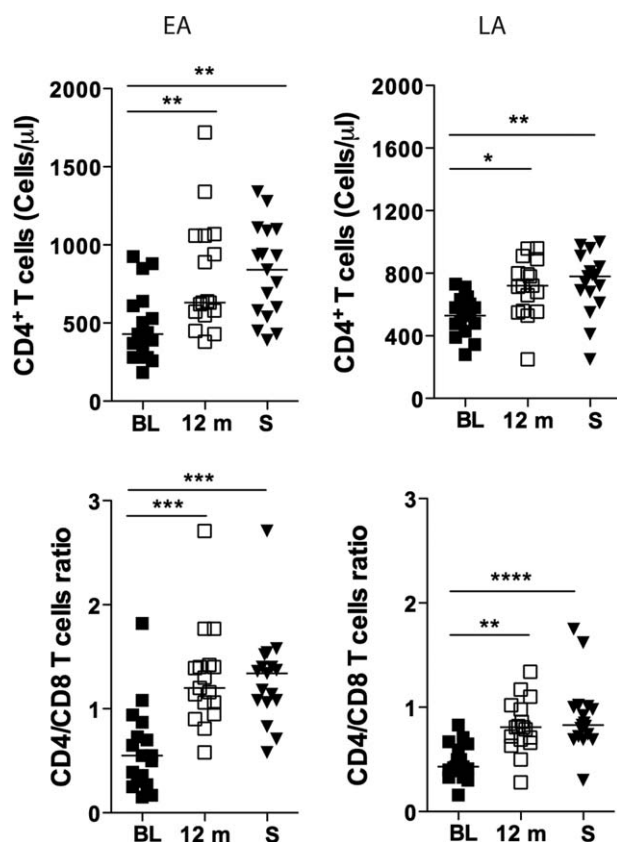 EA
LA
CD4+ T cells (Cells/µl)
2000
1500
1000
500
0
**
**
BL
12 m
S
CD4+ T cells (Cells/µl)
2000
1600
1200
800
400
0
**
*
BL
12 m
S
CD4/CD8 T cells ratio
3
2
1
0
***
***
BL
12 m
S
CD4/CD8 T cells ratio
3
2
1
0
****
**
BL
12 m
S